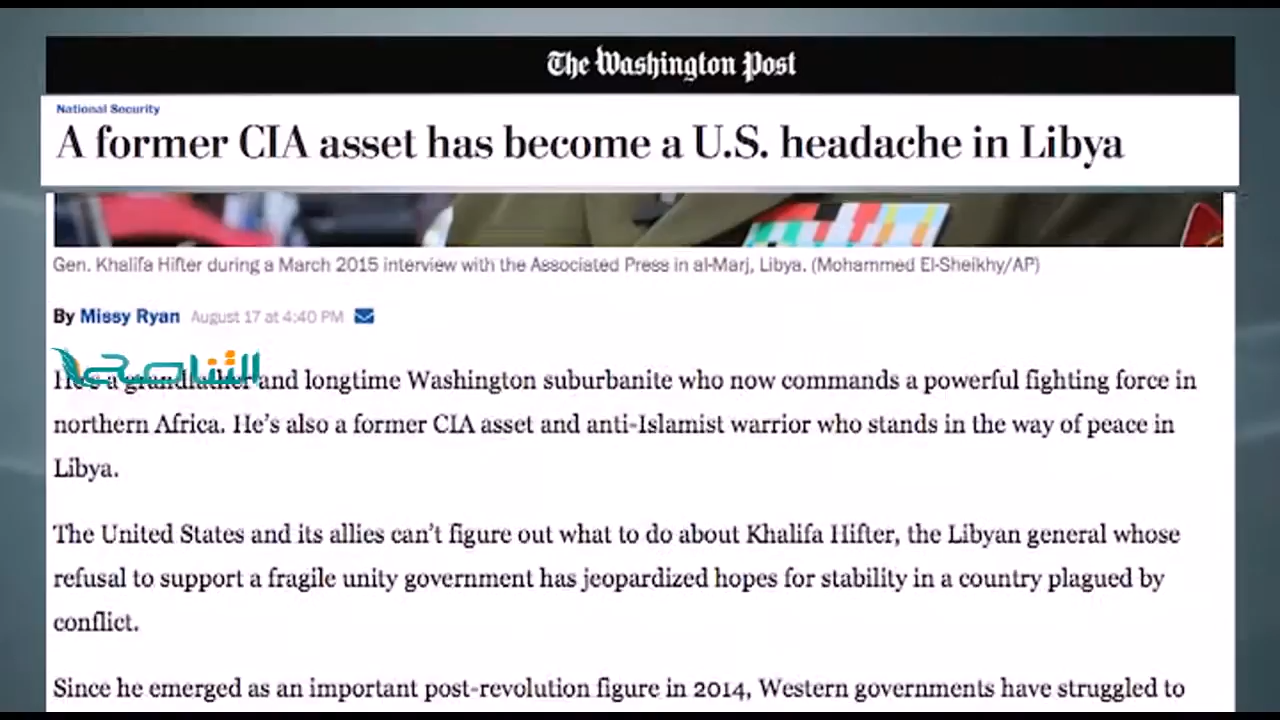 The Washington Post
National Security
A former CIA asset has become a U.S. headache in Libya
Gen. Khalifa Hifter during a March 2015 interview with the Associated Press in al-Marj, Libya. (Mohammed El-Sheikhy/AP)
By Missy Ryan August 17 at 4:40 PM
التناصح
He's a grandfather and longtime Washington suburbanite who now commands a powerful fighting force in
northern Africa. He's also a former CIA asset and anti-Islamist warrior who stands in the way of peace in
Libya.
The United States and its allies can't figure out what to do about Khalifa Hifter, the Libyan general whose
refusal to support a fragile unity government has jeopardized hopes for stability in a country plagued by
conflict.
Since he emerged as an important post-revolution figure in 2014, Western governments have struggled to